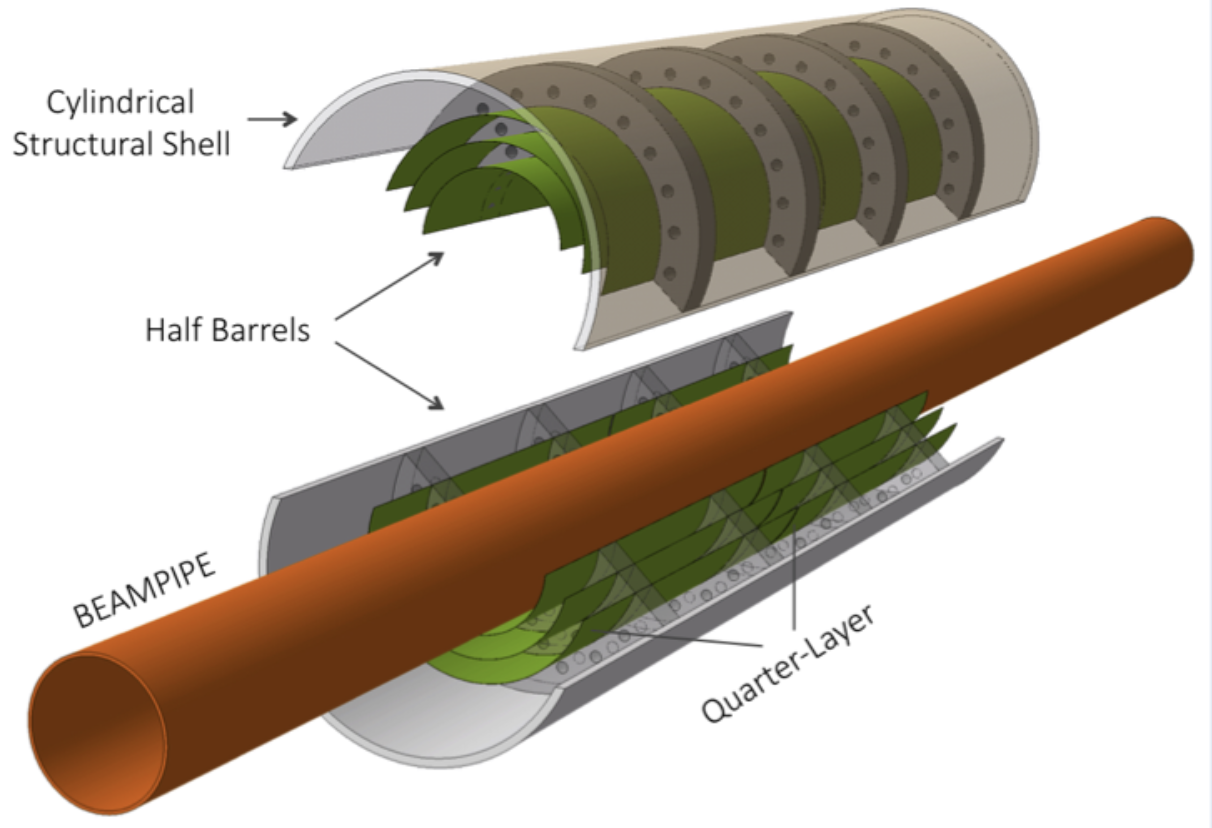 Cylindrical
Structural Shell
Half Barrels
BEAMPIPE
Quarter-Layer